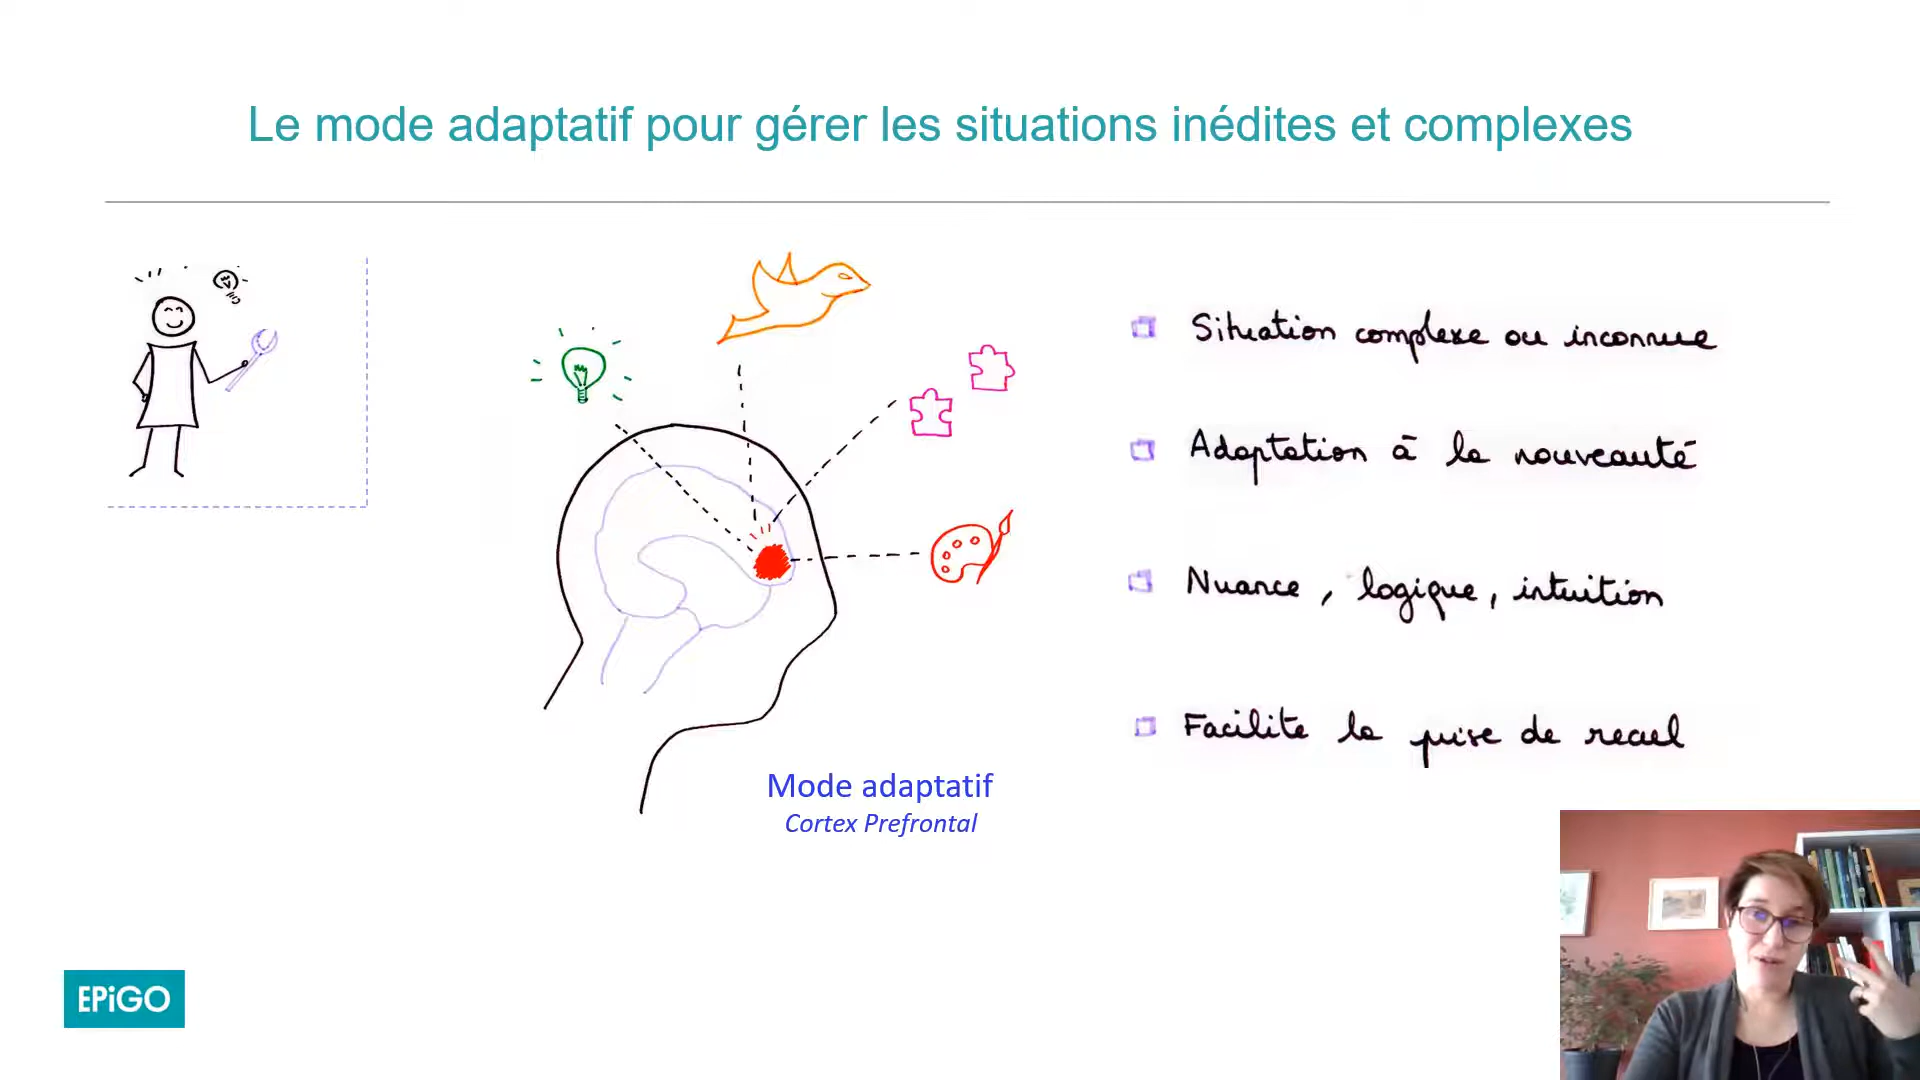 Le mode adaptatif pour gérer les situations inédites et complexes
Situation complexe ou inconnue
Adaptation à la nouveauté
Nuance, logique, intuition
Facilite la prise de recul
Mode adaptatif
Cortex Prefrontal
EPiGO